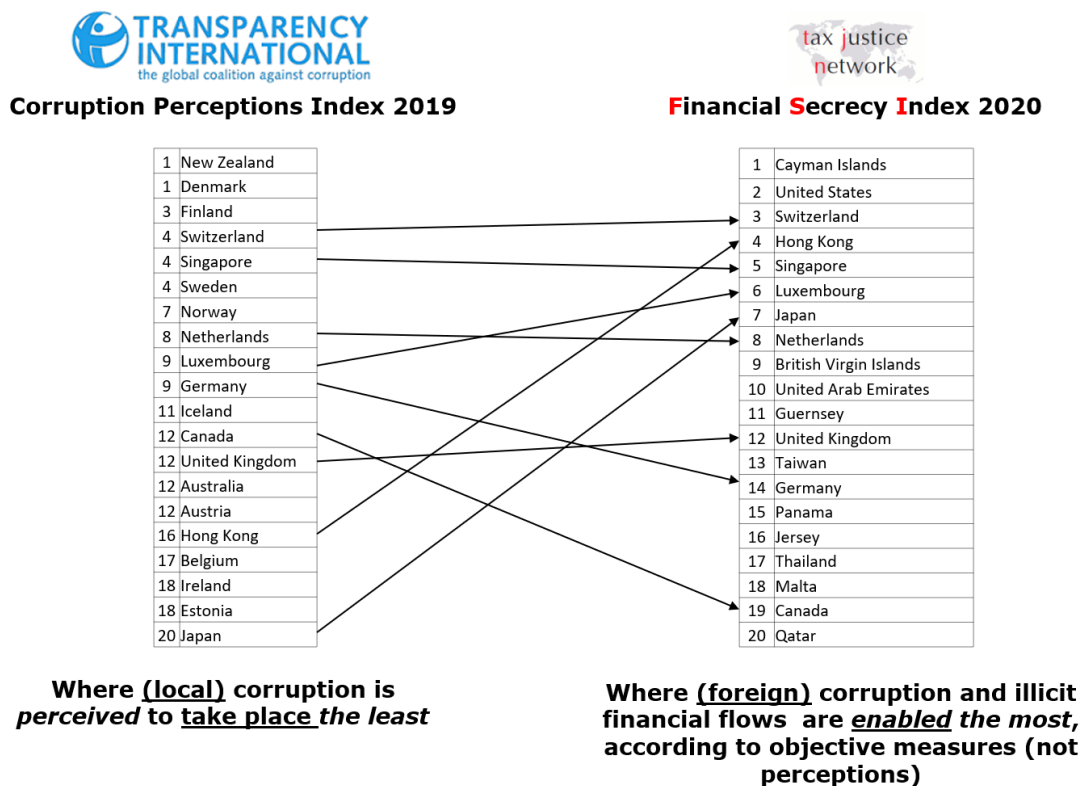 TRANSPARENCY
INTERNATIONAL
the global coalition against corruption
Corruption Perceptions Index 2019
1 New Zealand
1 Denmark
3 Finland
4 Switzerland
4 Singapore
4 Sweden
7 Norway
8 Netherlands
9 Luxembourg
9 Germany
11 Iceland
12 Canada
12 United Kingdom
12 Australia
12 Austria
16 Hong Kong
17 Belgium
18 Ireland
18 Estonia
20 Japan
Where (local) corruption is
perceived to take place the least
tax justice
network
Financial Secrecy Index 2020
1 Cayman Islands
2 United States
3 Switzerland
4 Hong Kong
5 Singapore
6 Luxembourg
7 Japan
8 Netherlands
9 British Virgin Islands
10 United Arab Emirates
11 Guernsey
12 United Kingdom
13 Taiwan
14 Germany
15 Panama
16 Jersey
17 Thailand
18 Malta
19 Canada
20 Qatar
Where (foreign) corruption and illicit
financial flows are enabled the most,
according to objective measures (not
perceptions)